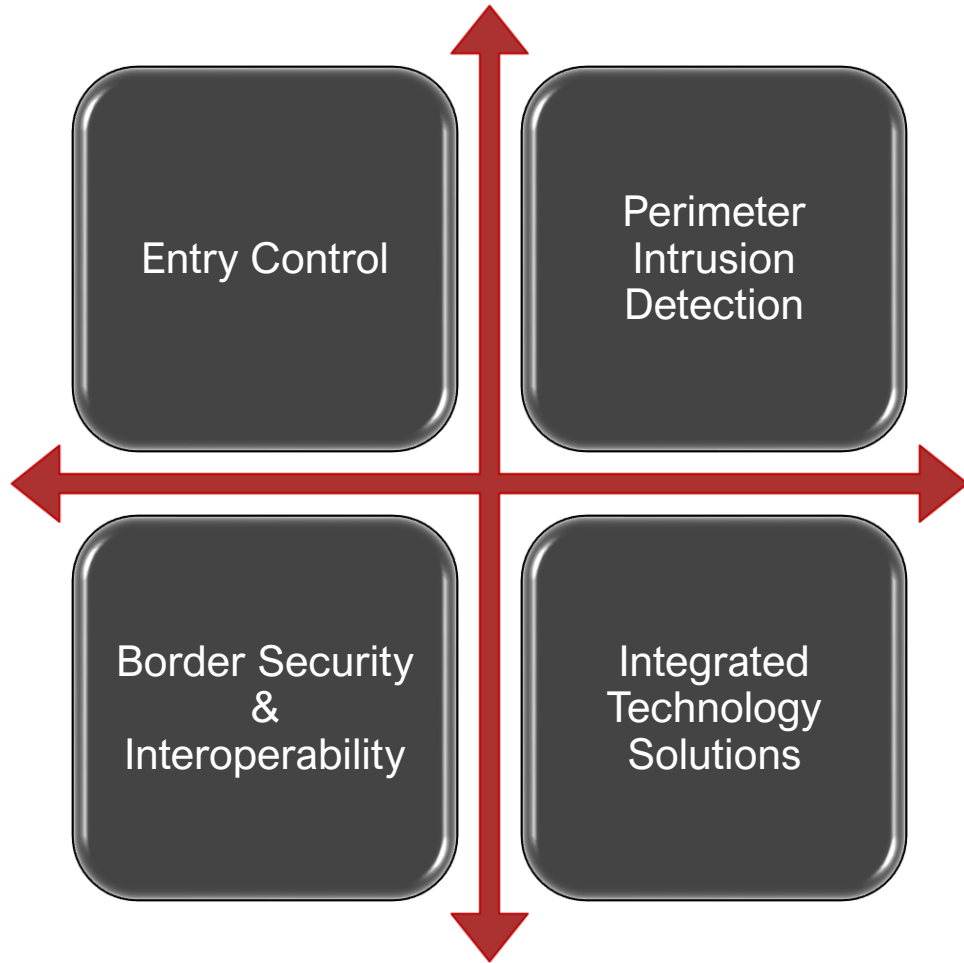 Entry Control
Perimeter
Intrusion
Detection
Border Security
&
Interoperability
Integrated
Technology
Solutions